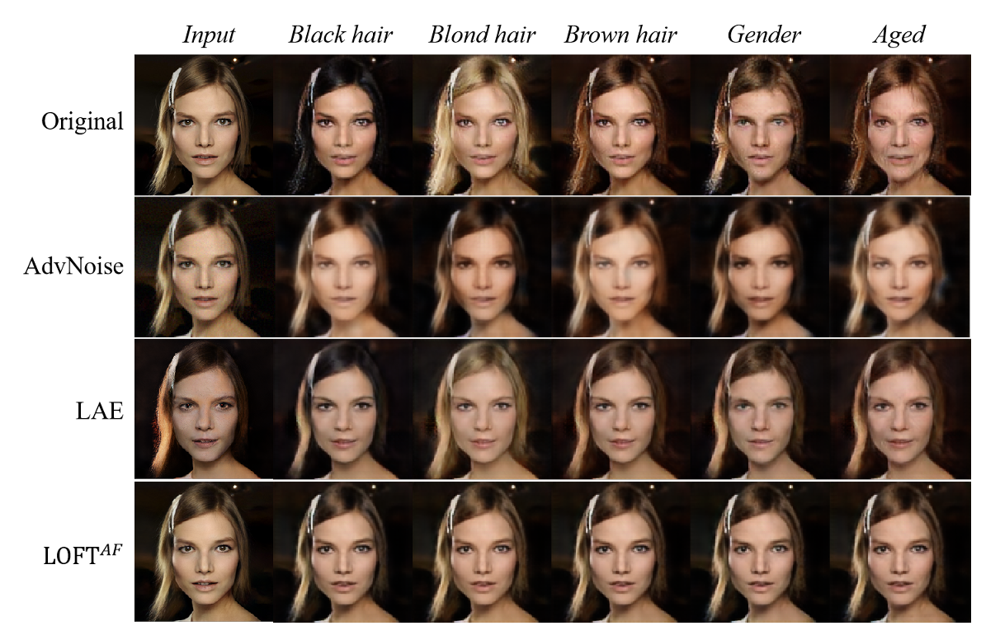 Input Black hair Blond hair Brown hair Gender Aged
Original
AdvNoise
LAE
LOFT^AF